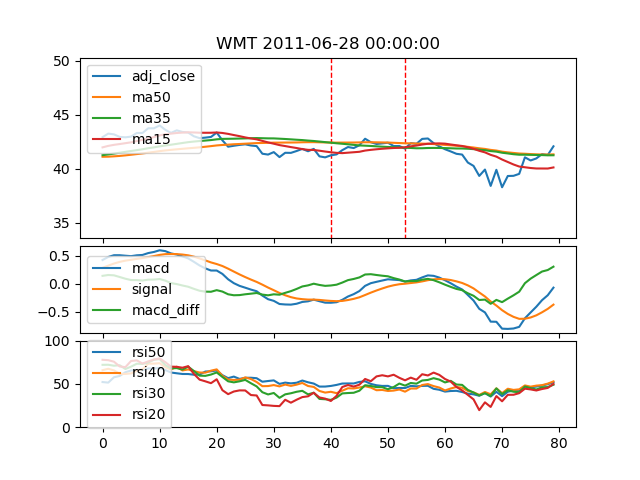 WMT 2011-06-28 00:00:00
50
45
40
35
adj_close
ma50
ma35
ma15
0.5
0.0
−0.5
macd
signal
macd_diff
100
50
0
rsi50
rsi40
rsi30
rsi20
0 10 20 30 40 50 60 70 80